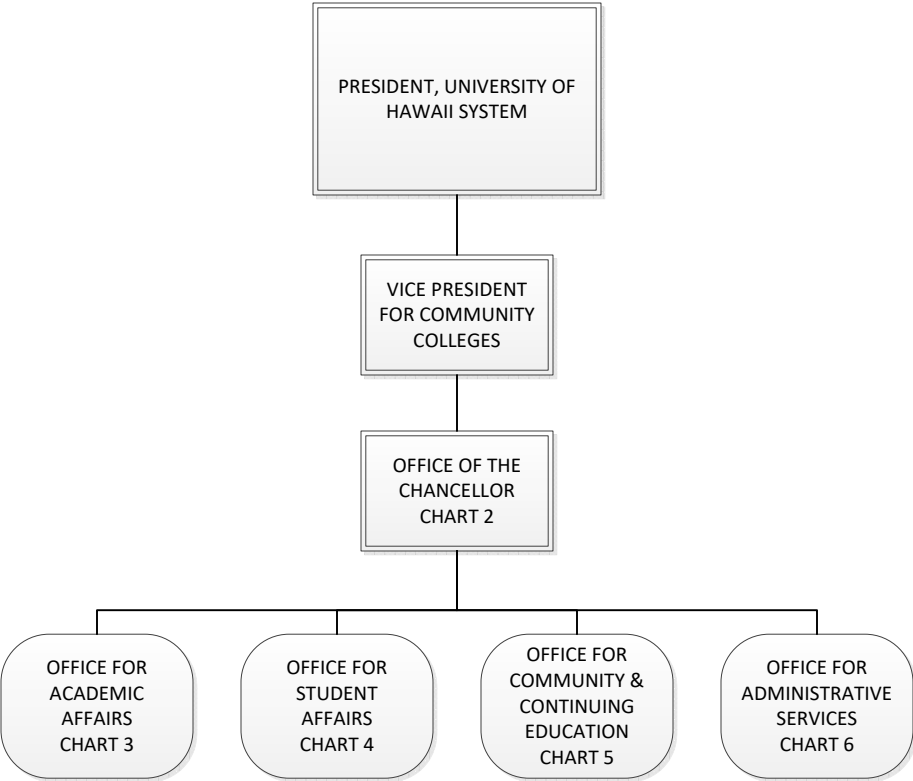 PRESIDENT, UNIVERSITY OF
HAWAII SYSTEM
VICE PRESIDENT
FOR COMMUNITY
COLLEGES
OFFICE OF THE
CHANCELLOR
CHART 2
OFFICE FOR
ACADEMIC
AFFAIRS
CHART 3
OFFICE FOR
STUDENT
AFFAIRS
CHART 4
OFFICE FOR
COMMUNITY &
CONTINUING
EDUCATION
CHART 5
OFFICE FOR
ADMINISTRATIVE
SERVICES
CHART 6